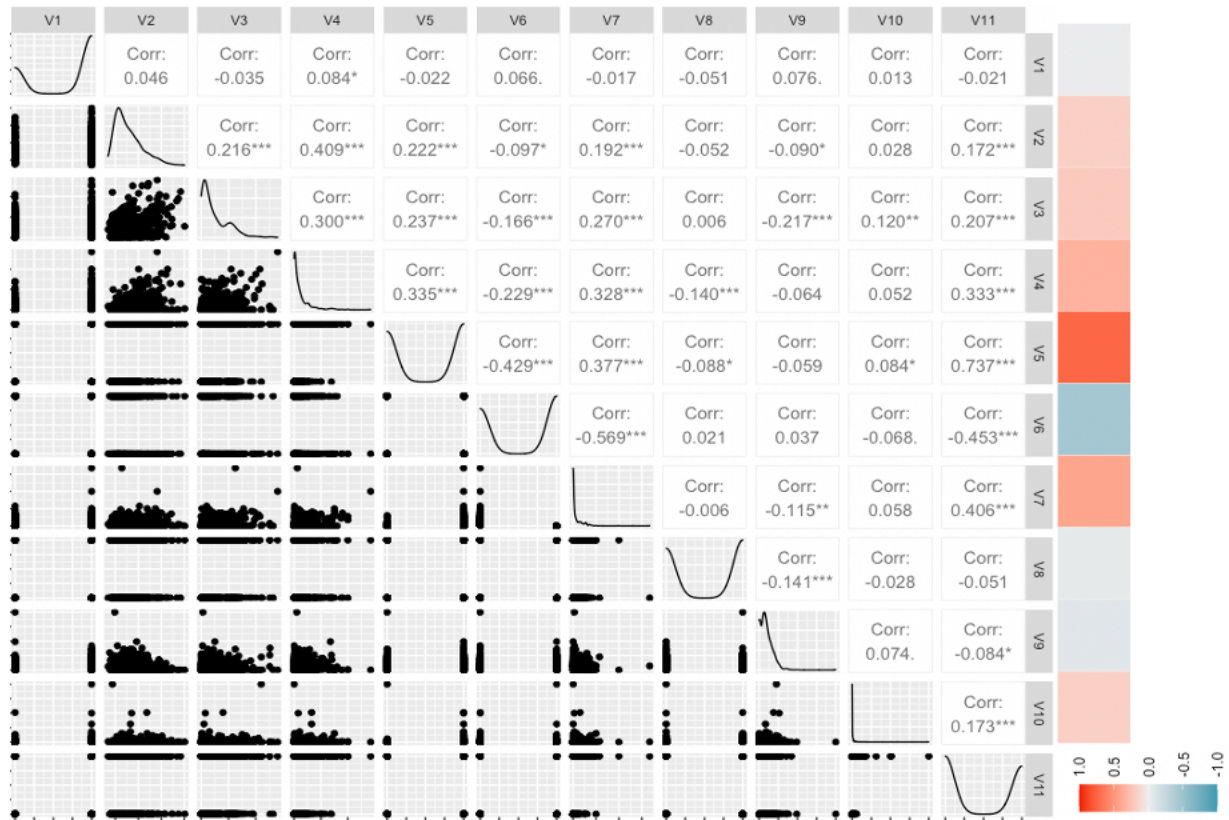 V1 V2 V3 V4 V5 V6 V7 V8 V9 V10 V11
Corr: Corr: Corr: Corr: Corr: Corr: Corr: Corr: Corr: Corr:
0.046 -0.035 0.084* -0.022 0.066. -0.017 -0.051 0.076. 0.013 -0.021
V1
Corr: Corr: Corr: Corr: Corr: Corr: Corr: Corr: Corr:
0.216*** 0.409*** 0.222*** -0.097* 0.192*** -0.052 -0.090* 0.028 0.172***
V2
Corr: Corr: Corr: Corr: Corr: Corr: Corr: Corr:
0.300*** 0.237*** -0.166*** 0.270*** 0.006 -0.217*** 0.120** 0.207***
V3
Corr: Corr: Corr: Corr: Corr: Corr: Corr:
0.335*** -0.229*** 0.328*** -0.140*** -0.064 0.052 0.333***
V4
Corr: Corr: Corr: Corr: Corr: Corr:
-0.429*** 0.377*** -0.088* -0.059 0.084* 0.737***
V5
Corr: Corr: Corr: Corr: Corr:
-0.569*** 0.021 0.037 -0.068. -0.453***
V6
Corr: Corr: Corr: Corr:
-0.006 -0.115** 0.058 0.406***
V7
Corr: Corr: Corr:
-0.141*** -0.028 -0.051
V8
Corr: Corr:
0.074. -0.084*
V9
Corr:
0.173***
V10
V11
1.0 0.5 0.0 -0.5 -1.0